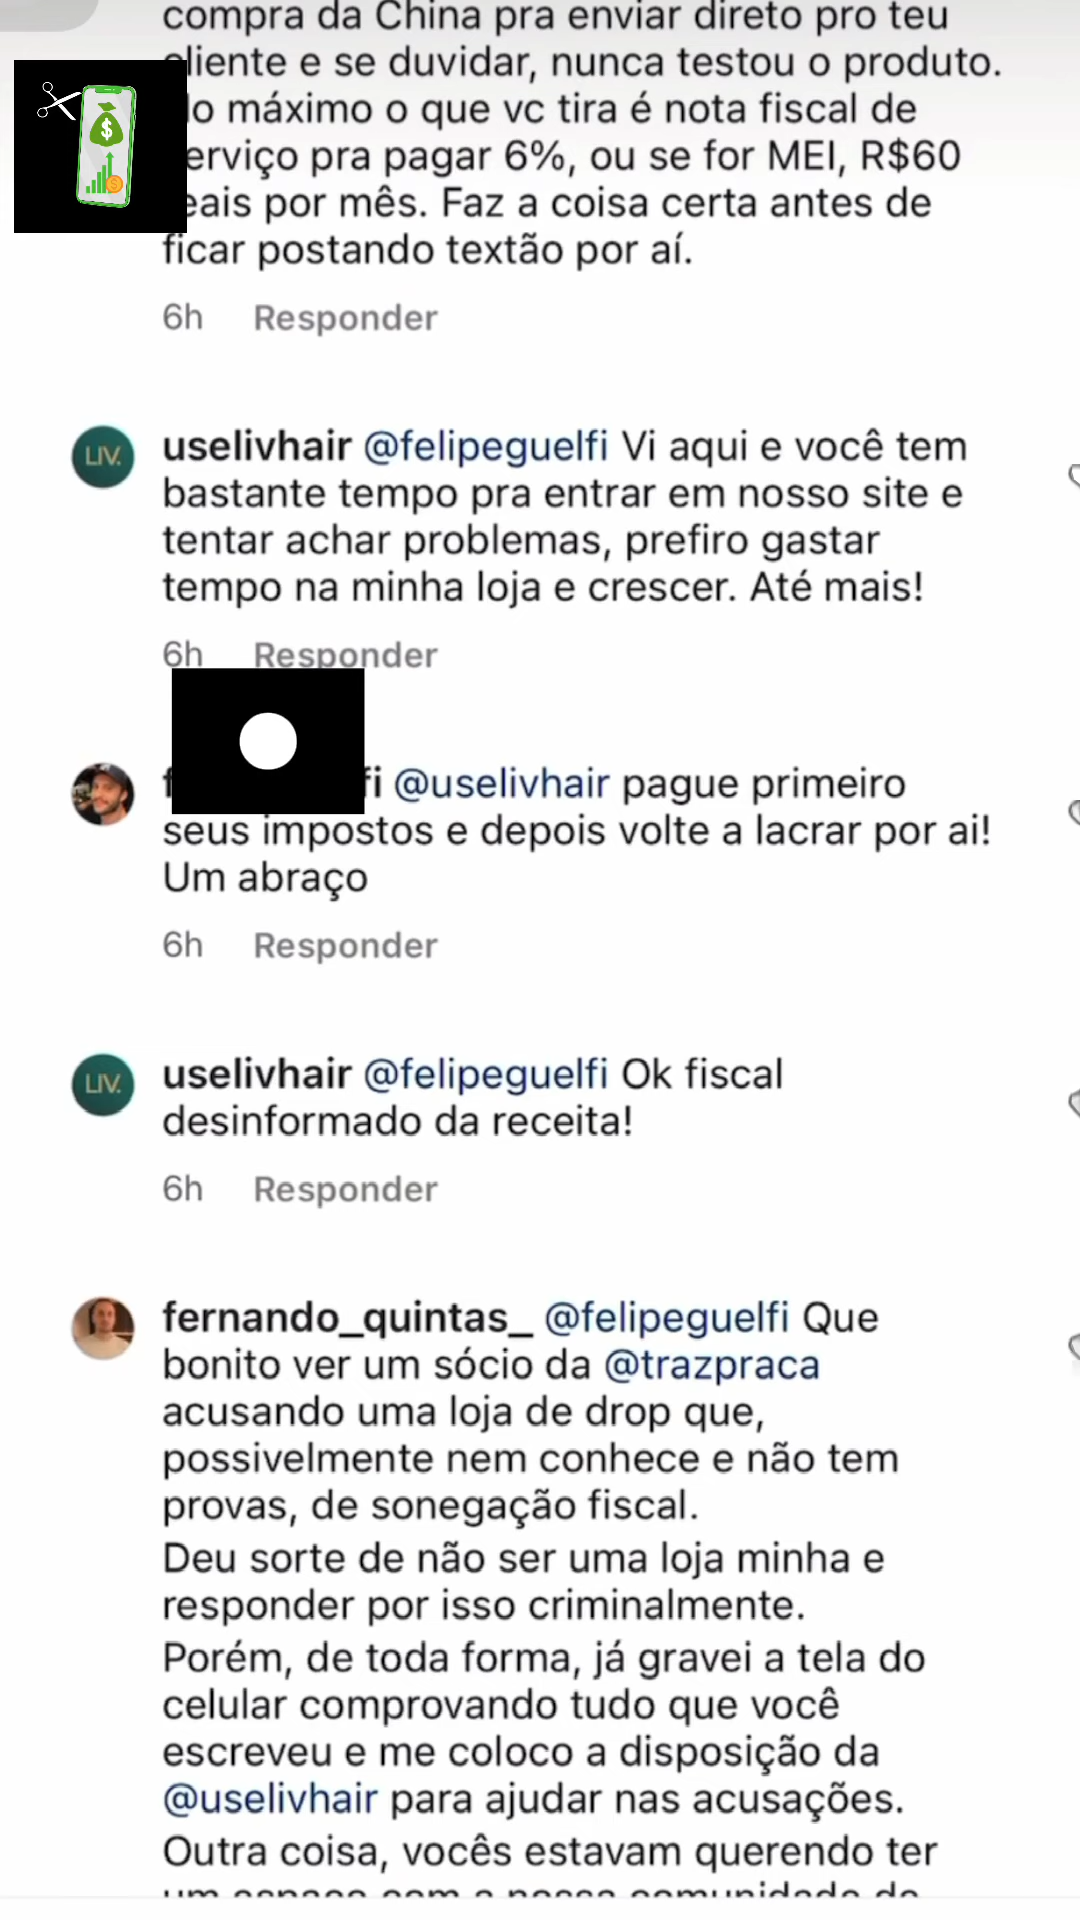 compra da China pra enviar direto pro teu
cliente e se duvidar, nunca testou o produto.
máximo o que vc tira é nota fiscal de
pra pagar 6%, ou se for MEI, R$60
por mês. Faz a coisa certa antes de
ficar postando textão por aí.
6h Responder
LIV.
uselivhair @felipeguelfi Vi aqui e você tem
bastante tempo pra entrar em nosso site e
tentar achar problemas, prefiro gastar
tempo na minha loja e crescer. Até mais!
6h Responder
@uselivhair pague primeiro
seus impostos e depois volte a lacrar por ai!
Um abraço
6h Responder
LIV.
uselivhair @felipeguelfi Ok fiscal
desinformado da receita!
6h Responder
fernando_quintas_ @felipeguelfi Que
bonito ver um sócio da @trazpraca
acusando uma loja de drop que,
possivelmente nem conhece e não tem
provas, de sonegação fiscal.
Deu sorte de não ser uma loja minha e
responder por isso criminalmente.
Porém, de toda forma, já gravei a tela do
celular comprovando tudo que você
escreveu e me coloco a disposição da
@uselivhair para ajudar nas acusações.
Outra coisa, vocês estavam querendo ter